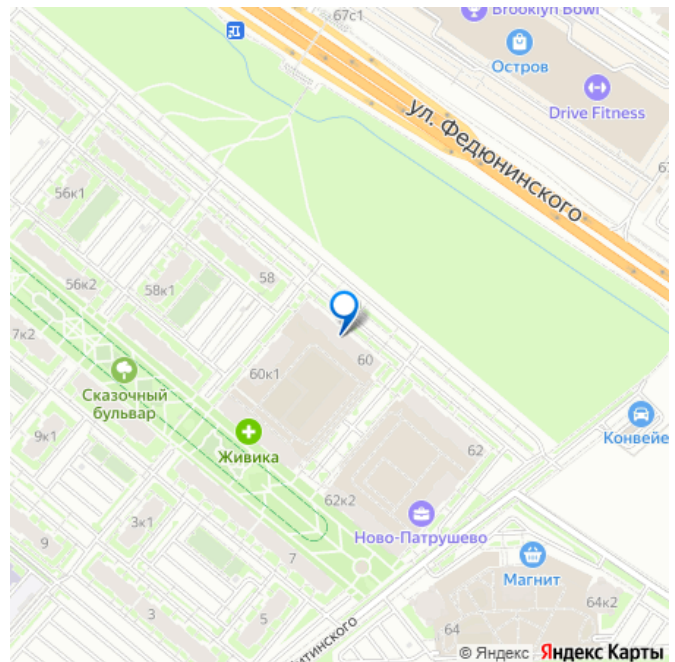 67с1
Brooklyn Bowl
Остров
Drive Fitness
ул. Федюнинского
56к1
56к2
58к1
58
7к2
60
60к1
Сказочный
бульвар
9к1
Живика
62
Конвейе
62к2
3к1
Ново-Патрушево
9
7
Магнит
3
5
64к2
64
итинского
© Яндекс Яндекс Карты